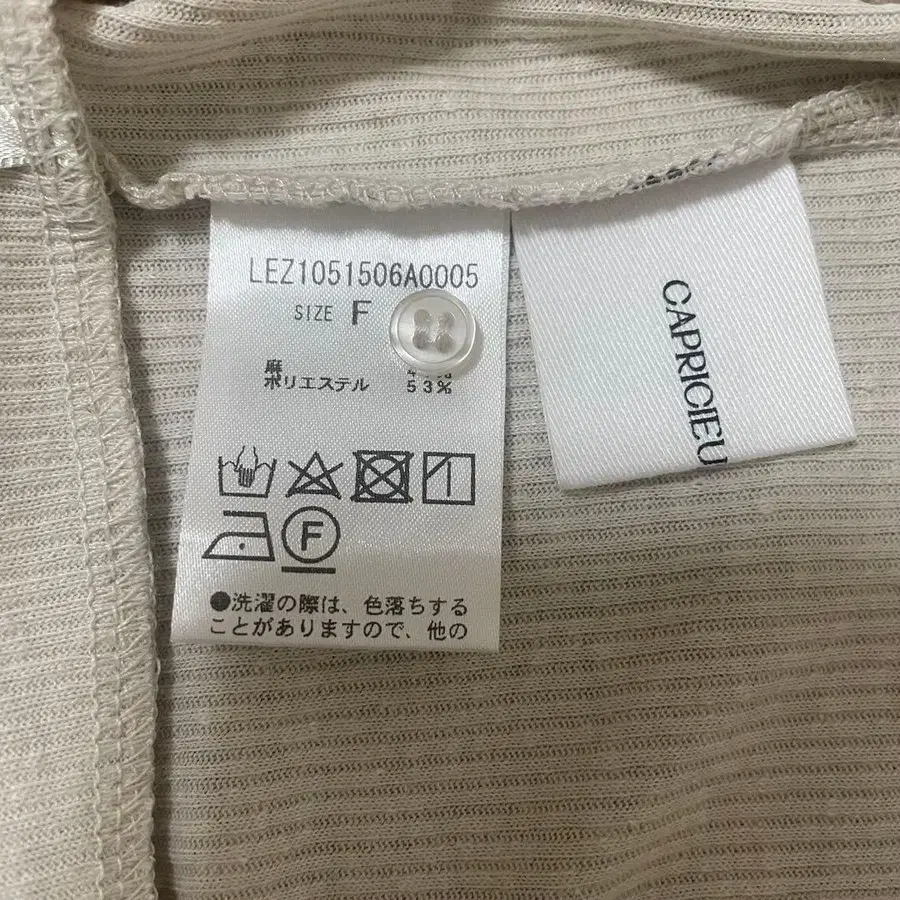 LEZ1051506A0005
SIZE F
麻
ポリエステル 53%
F
●洗濯の際は、色落ちする
ことがありますので、他の
CAPRICIEU